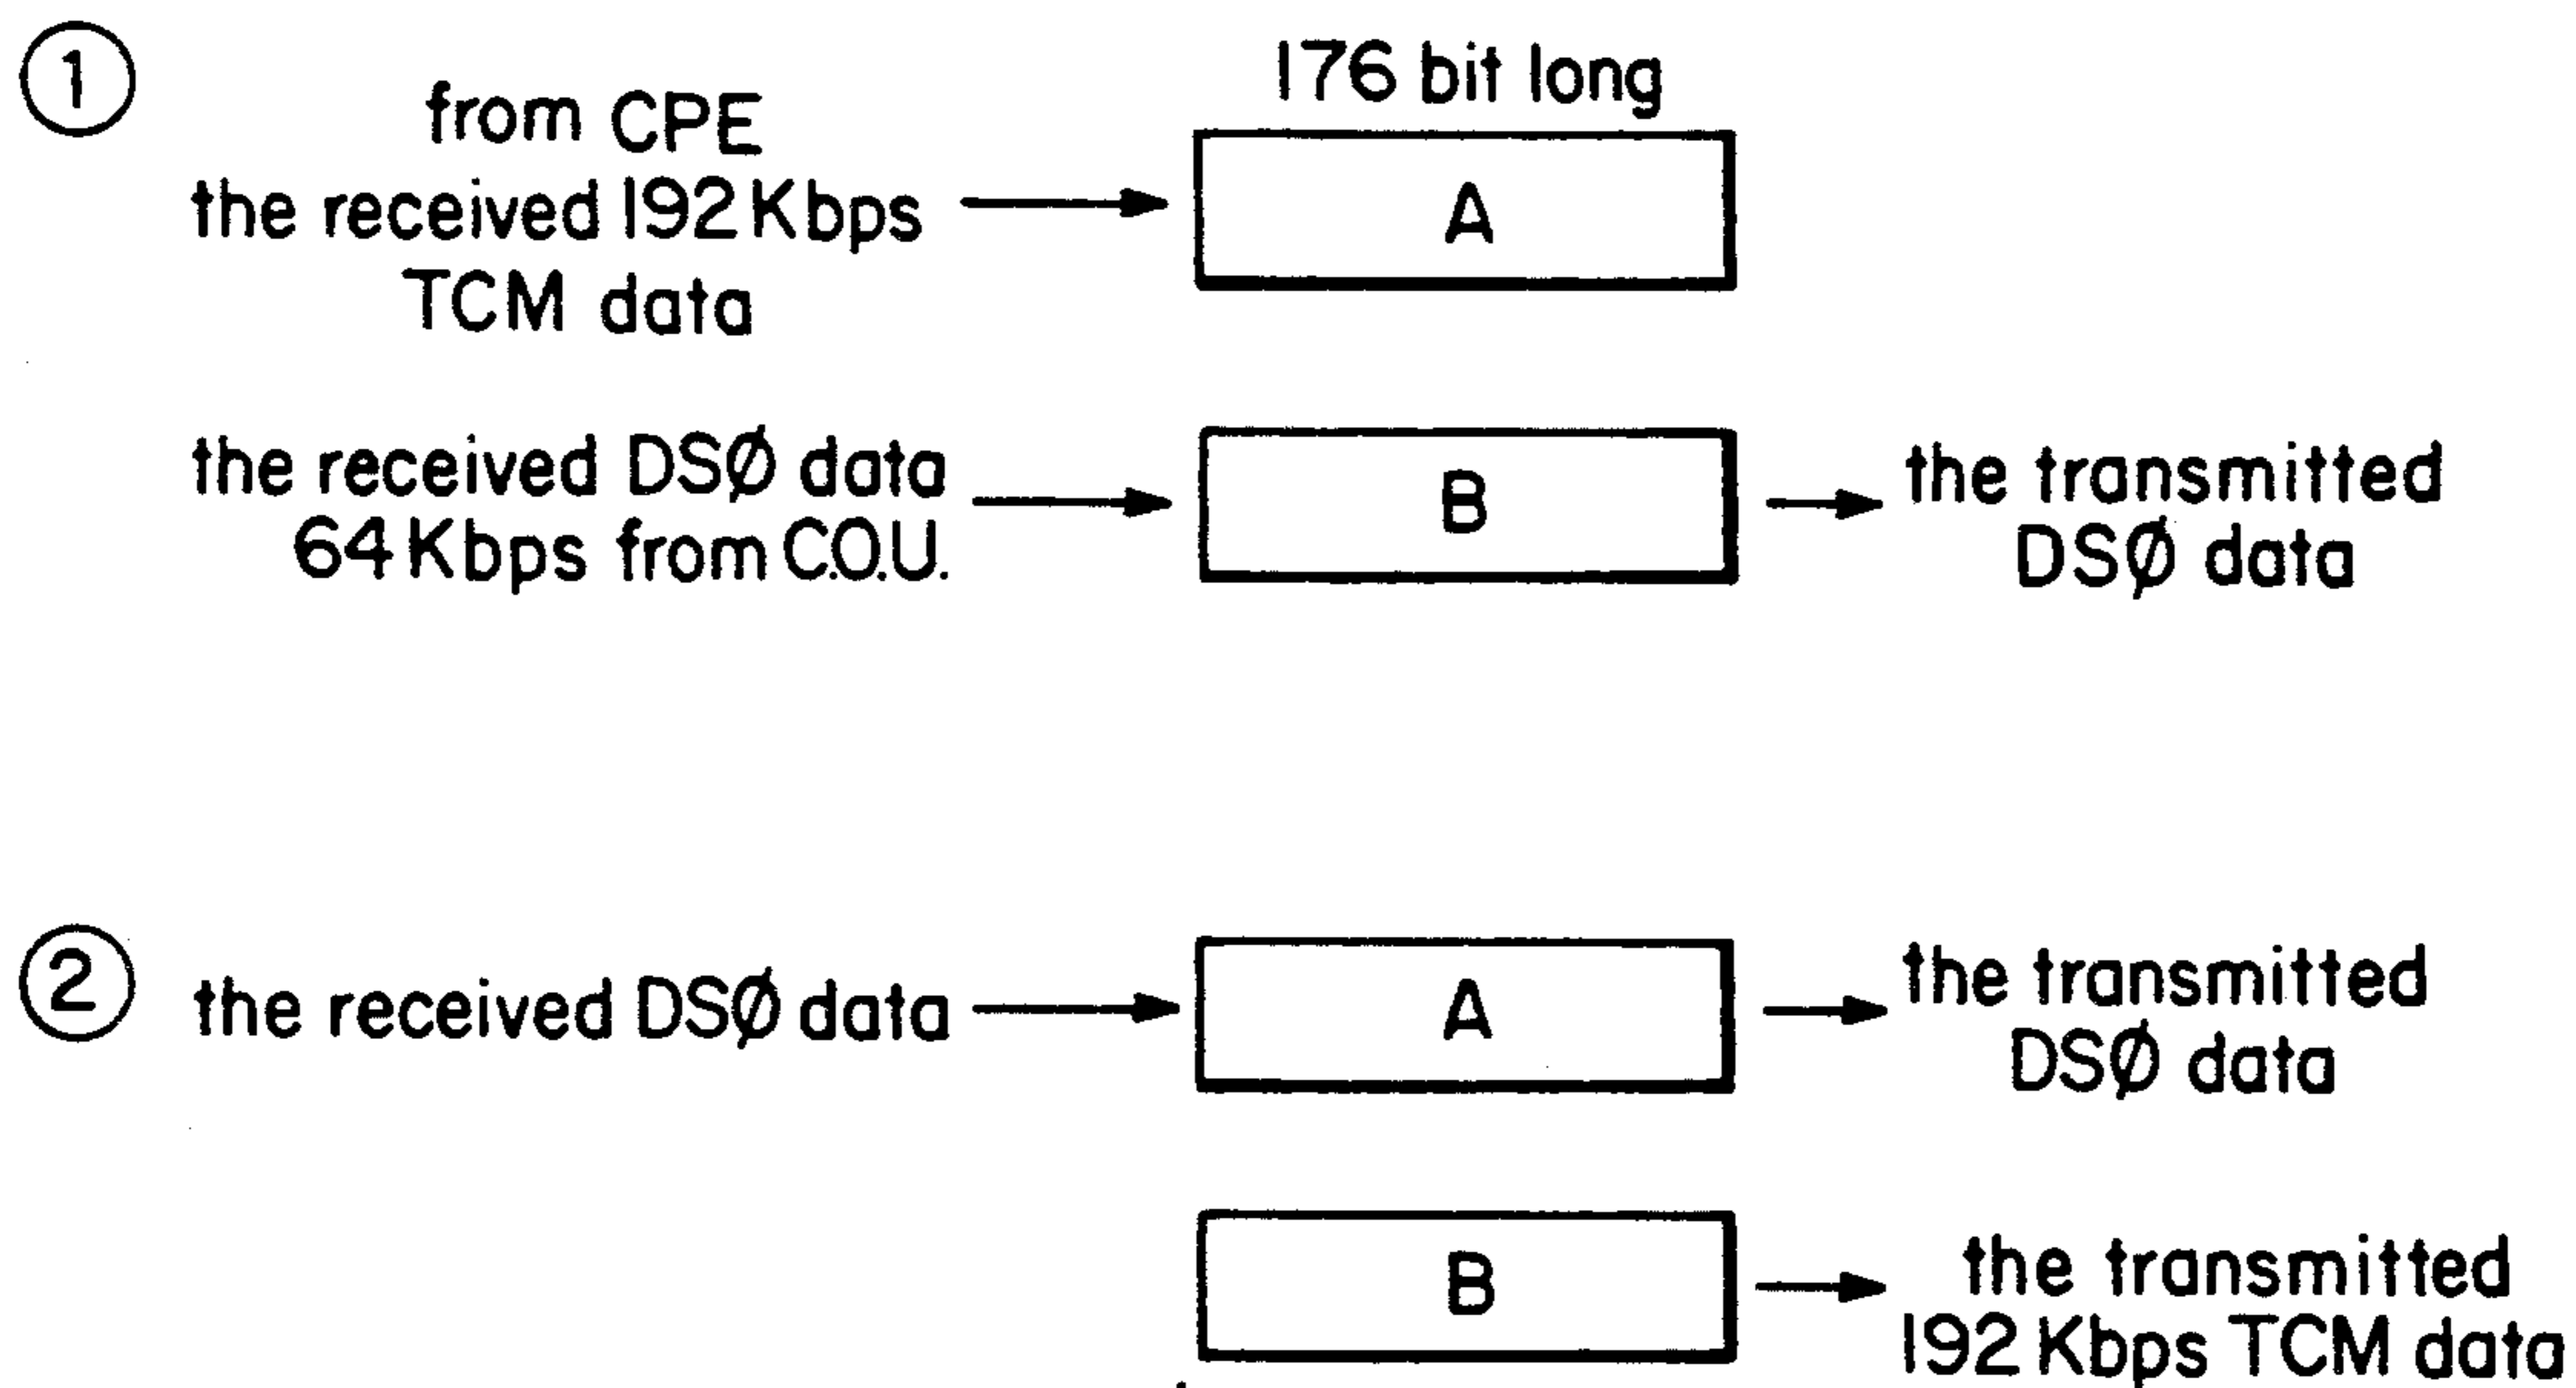 ①
from CPE
the received 192 Kbps
TCM data
176 bit long
A
the received DSØ data
64 Kbps from C.O.U.
B
the transmitted
DSØ data
②
the received DSØ data
A
the transmitted
DSØ data
B
the transmitted
192 Kbps TCM data